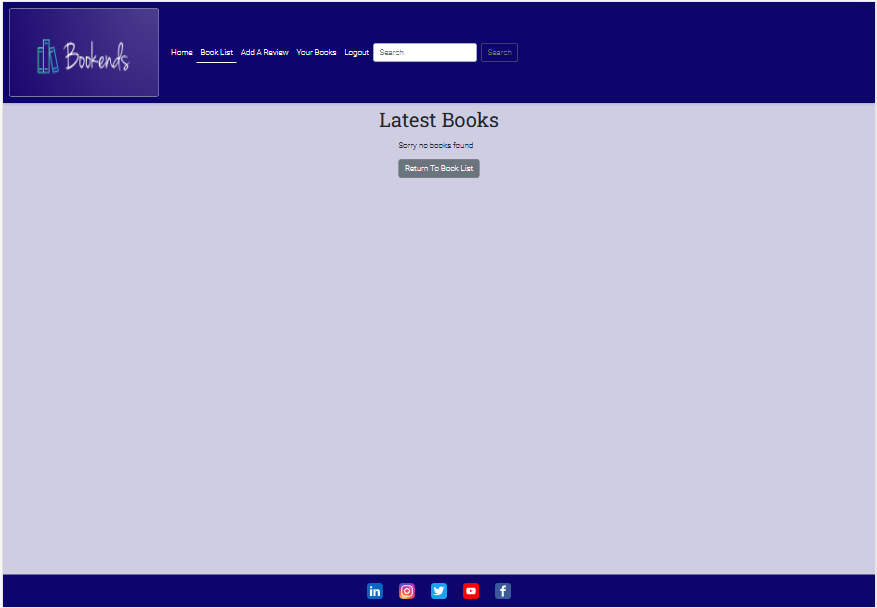 Bookends
Home Book List Add A Review Your Books Logout Search Search
Latest Books
Sorry no books found
Return To Book List
in f